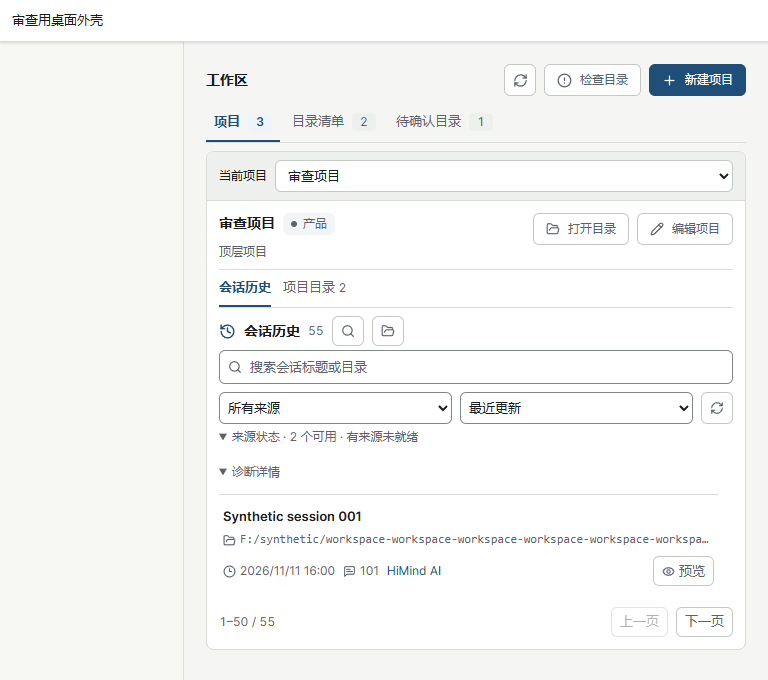 审查用桌面外壳
工作区
检查目录
新建项目
项目 3
目录清单 2
待确认目录 1
当前项目 审查项目
审查项目 产品
打开目录
编辑项目
顶层项目
会话历史
项目目录 2
会话历史 55
搜索会话标题或目录
所有来源
最近更新
来源状态 · 2 个可用 · 有来源未就绪
诊断详情
Synthetic session 001
F:/synthetic/workspace-workspace-workspace-workspace-workspace-workspa…
2026/11/11 16:00 101 HiMind AI
预览
1–50 / 55
上一页
下一页